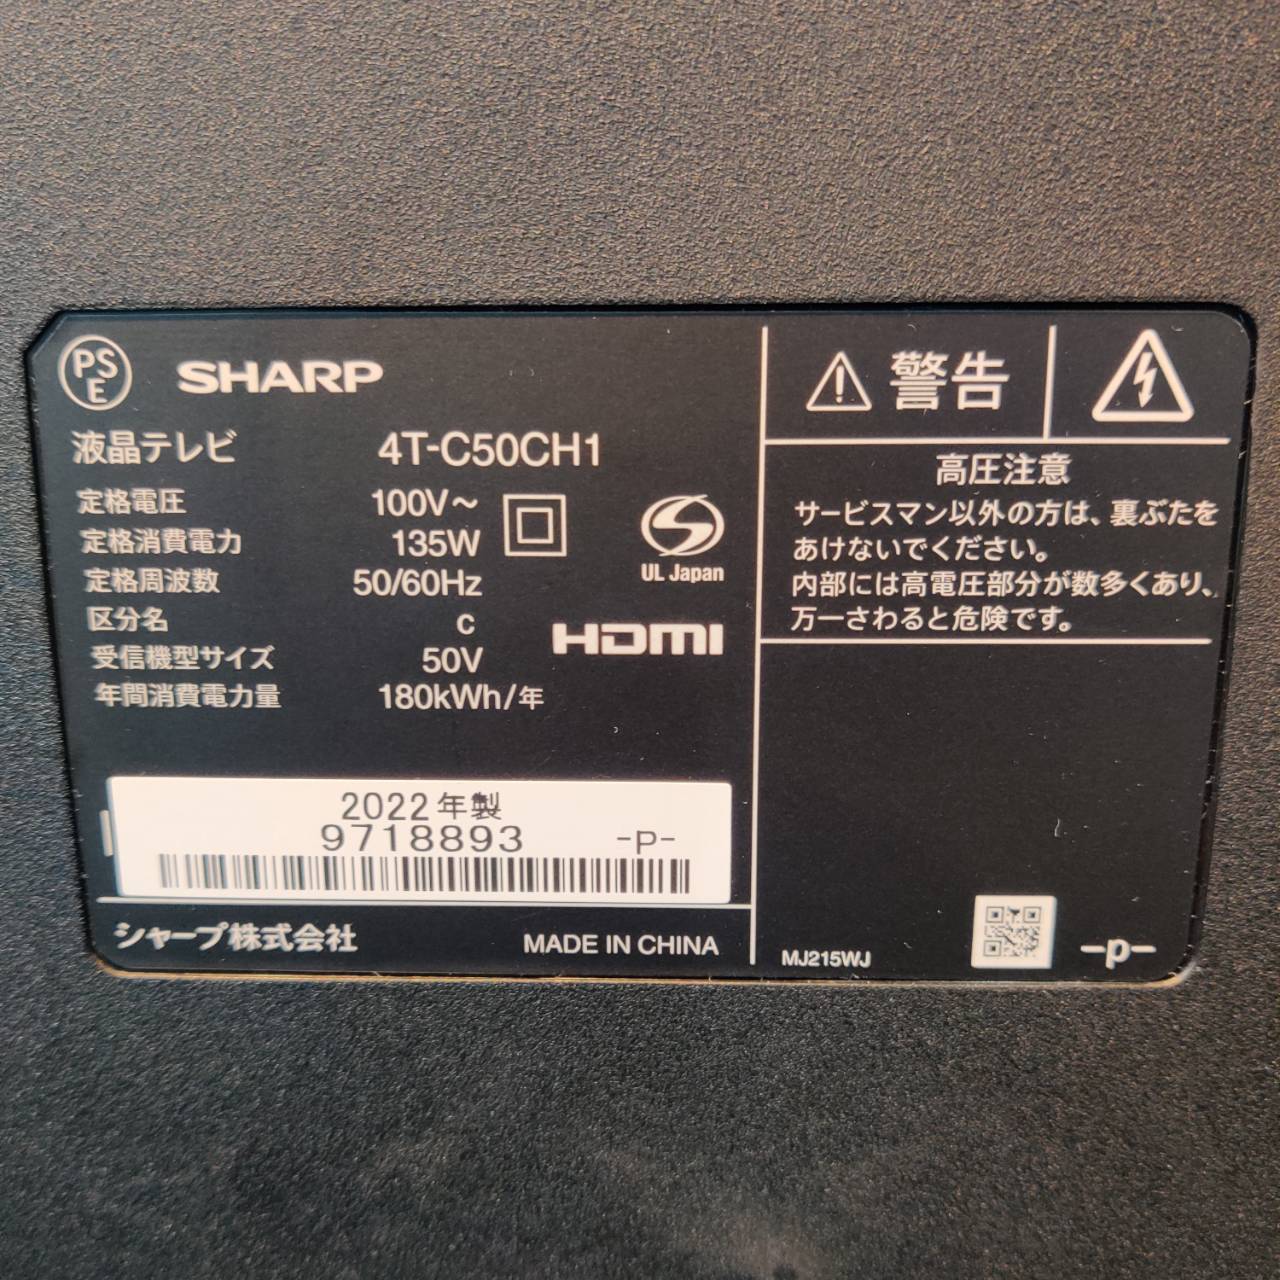 PS
E
SHARP
液晶テレビ 4T-C50CH1
定格電圧 100V～
定格消費電力 135W
定格周波数 50/60Hz
区分名 c
受信機型サイズ 50V
年間消費電力量 180kWh/年
S
UL Japan
HDMI
2022年製
9718893 -P-
シャープ株式会社 MADE IN CHINA
警告
高圧注意
サービスマン以外の方は、裏ぶたを
あけないでください。
内部には高電圧部分が数多くあり、
万一さわると危険です。
MJ215WJ -p-